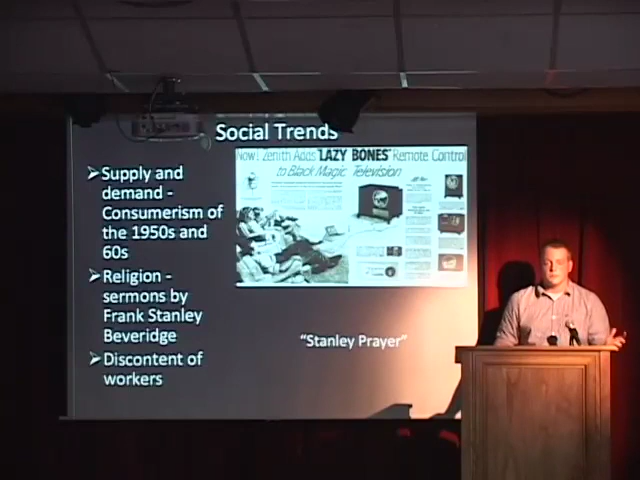 Social Trends
Supply and
demand -
Consumerism of
the 1950s and
60s
Religion -
sermons by
Frank Stanley
Beveridge
Discontent of
workers
Now! Zenith Adds "LAZY BONES" Remote Control
to Black Magic Television
"Stanley Prayer"